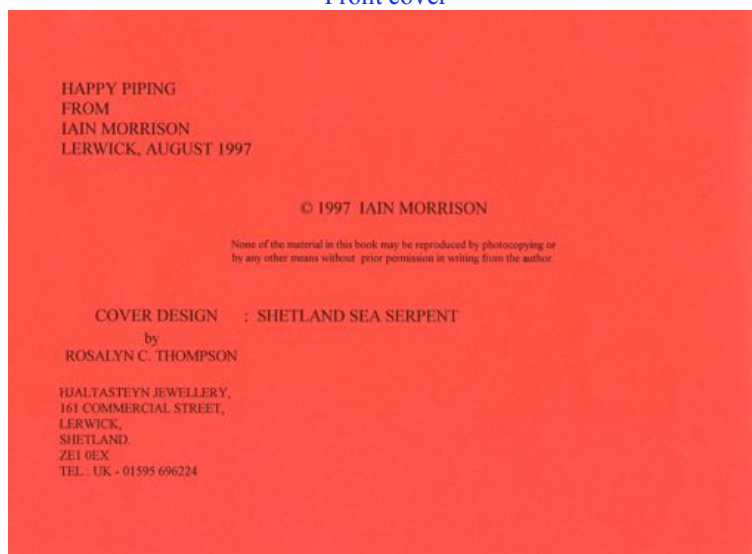 Front cover
HAPPY PIPING
FROM
IAIN MORRISON
LERWICK, AUGUST 1997
© 1997 IAIN MORRISON
None of the material in this book may be reproduced by photocopying or
by any other means without prior permission in writing from the author.
COVER DESIGN : SHETLAND SEA SERPENT
by
ROSALYN C. THOMPSON
HJALTASTEYN JEWELLERY,
161 COMMERCIAL STREET,
LERWICK,
SHETLAND.
ZE1 0EX
TEL : UK - 01595 696224